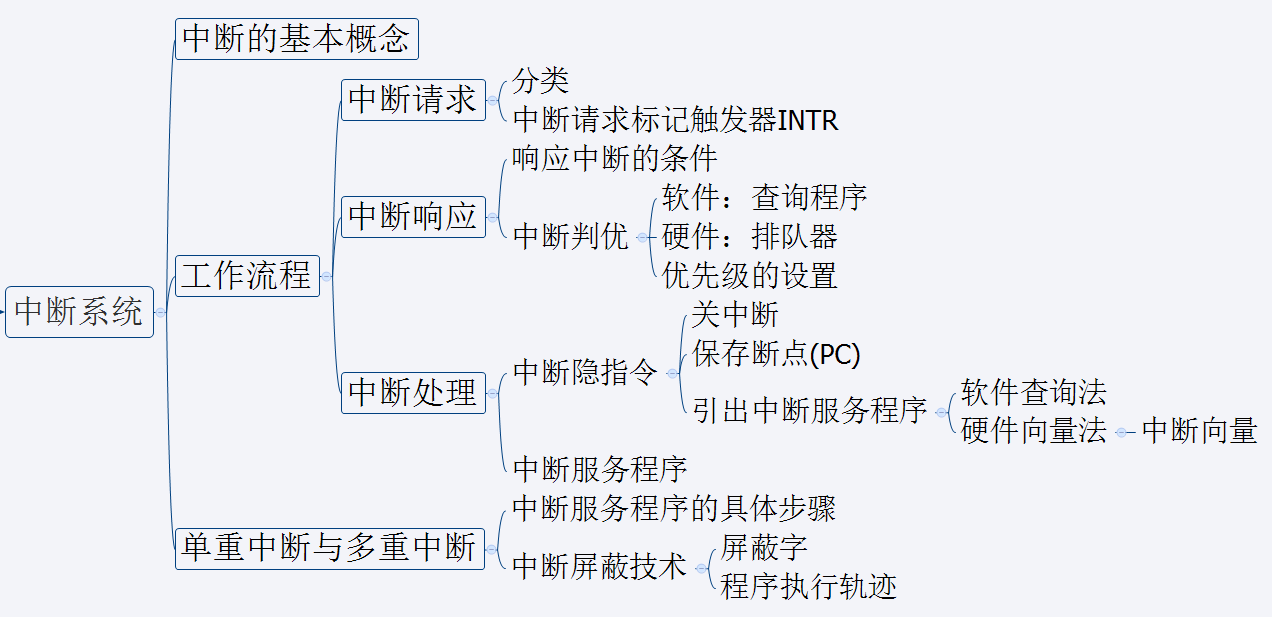 中断的基本概念
分类
中断请求
中断请求标记触发器INTR
响应中断的条件
软件：查询程序
中断响应
中断判优
硬件：排队器
工作流程
优先级的设置
中断系统
关中断
保存断点(PC)
中断隐指令
中断处理
软件查询法
引出中断服务程序
硬件向量法
中断向量
中断服务程序
中断服务程序的具体步骤
单重中断与多重中断
屏蔽字
中断屏蔽技术
程序执行轨迹